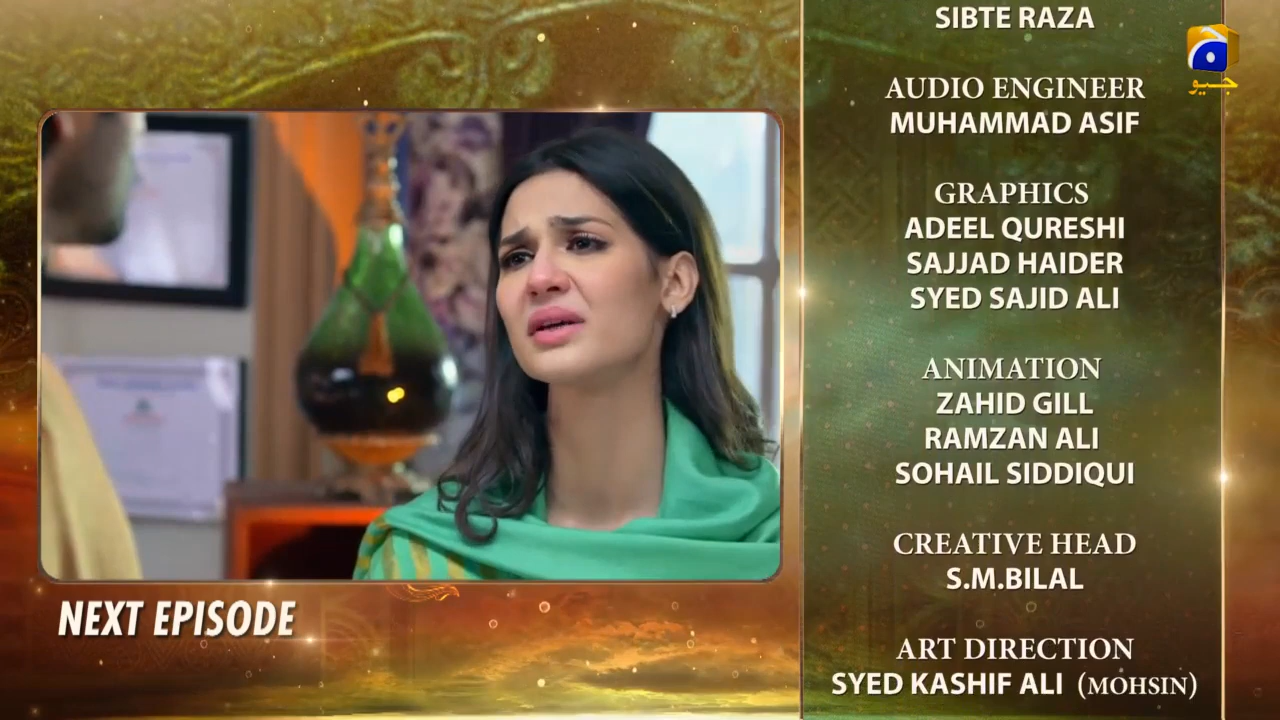 SIBTE RAZA
جیو
AUDIO ENGINEER
MUHAMMAD ASIF
GRAPHICS
ADEEL QURESHI
SAJJAD HAIDER
SYED SAJID ALI
ANIMATION
ZAHID GILL
RAMZAN ALI
SOHAIL SIDDIQUI
CREATIVE HEAD
S.M.BILAL
ART DIRECTION
SYED KASHIF ALI (MOHSIN)
NEXT EPISODE